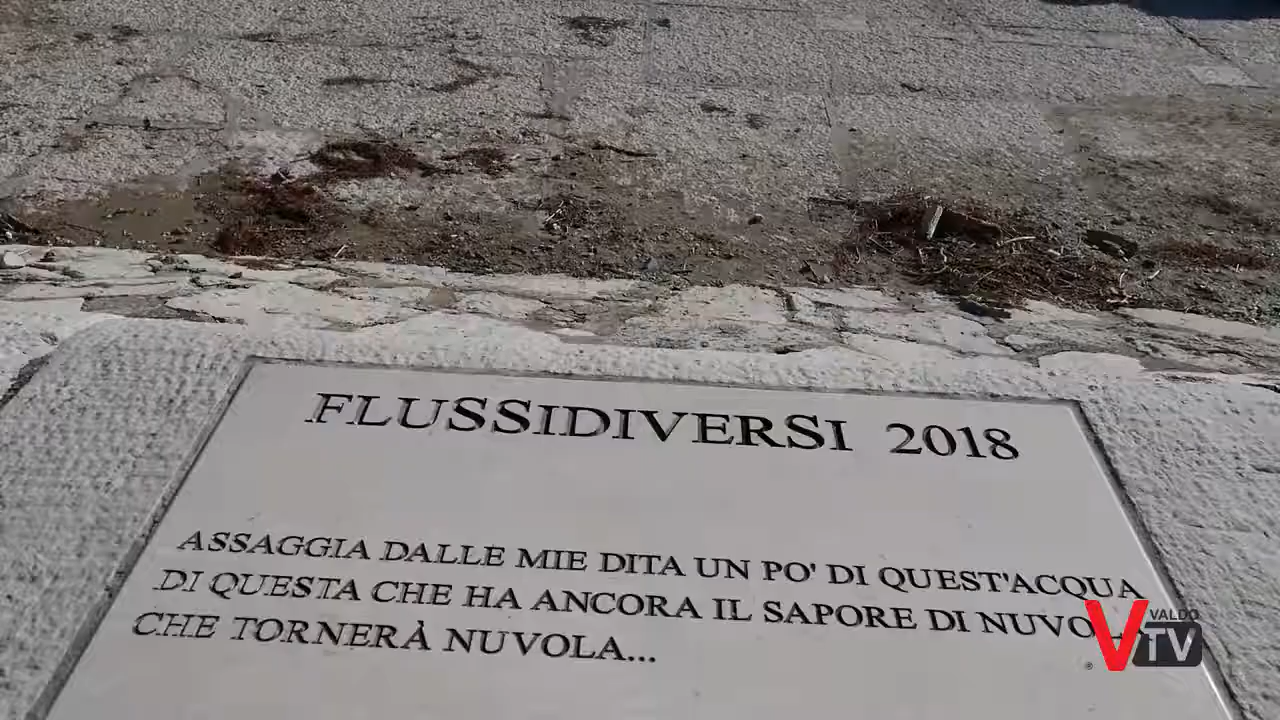 FLUSSIDIVERSI 2018
ASSAGGIA DALLE MIE DITA UN PO' DI QUEST'ACQUA
DI QUESTA CHE HA ANCORA IL SAPORE DI NUVOLA
CHE TORNERÀ NUVOLA...
VALDO
VTV
®